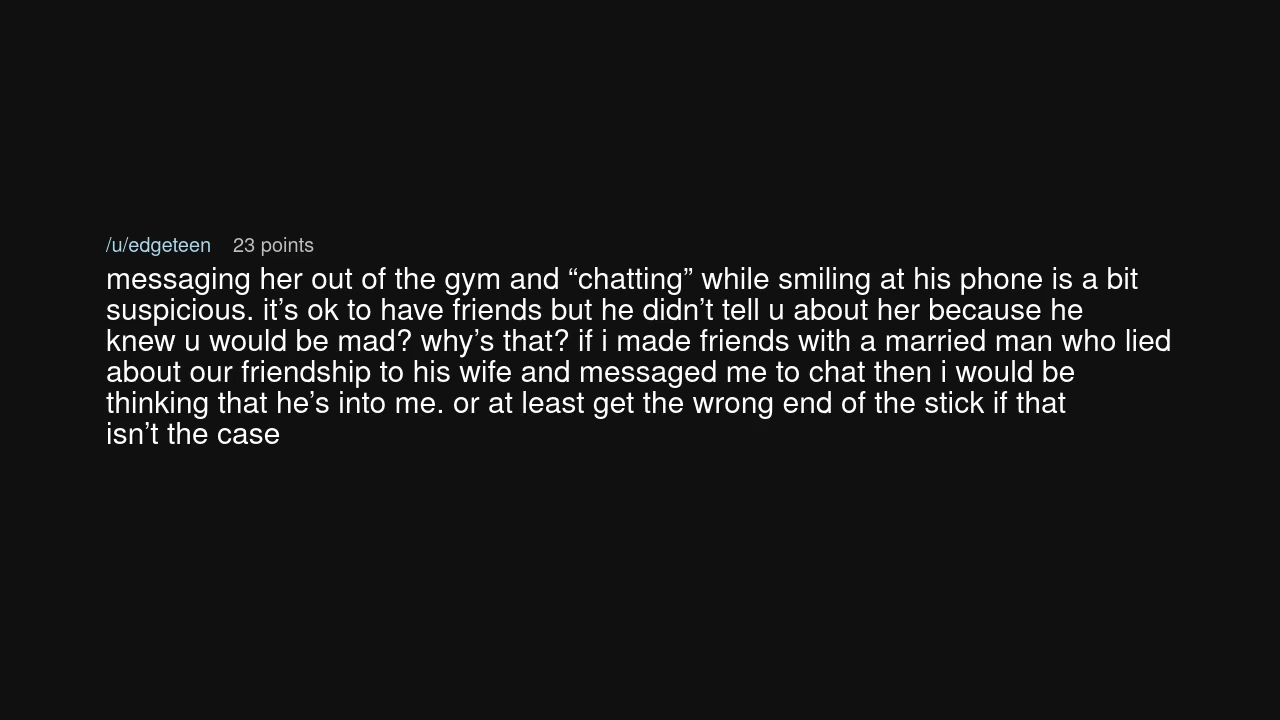 /u/edgeteen 23 points
messaging her out of the gym and “chatting” while smiling at his phone is a bit
suspicious. it’s ok to have friends but he didn’t tell u about her because he
knew u would be mad? why’s that? if i made friends with a married man who lied
about our friendship to his wife and messaged me to chat then i would be
thinking that he’s into me. or at least get the wrong end of the stick if that
isn’t the case